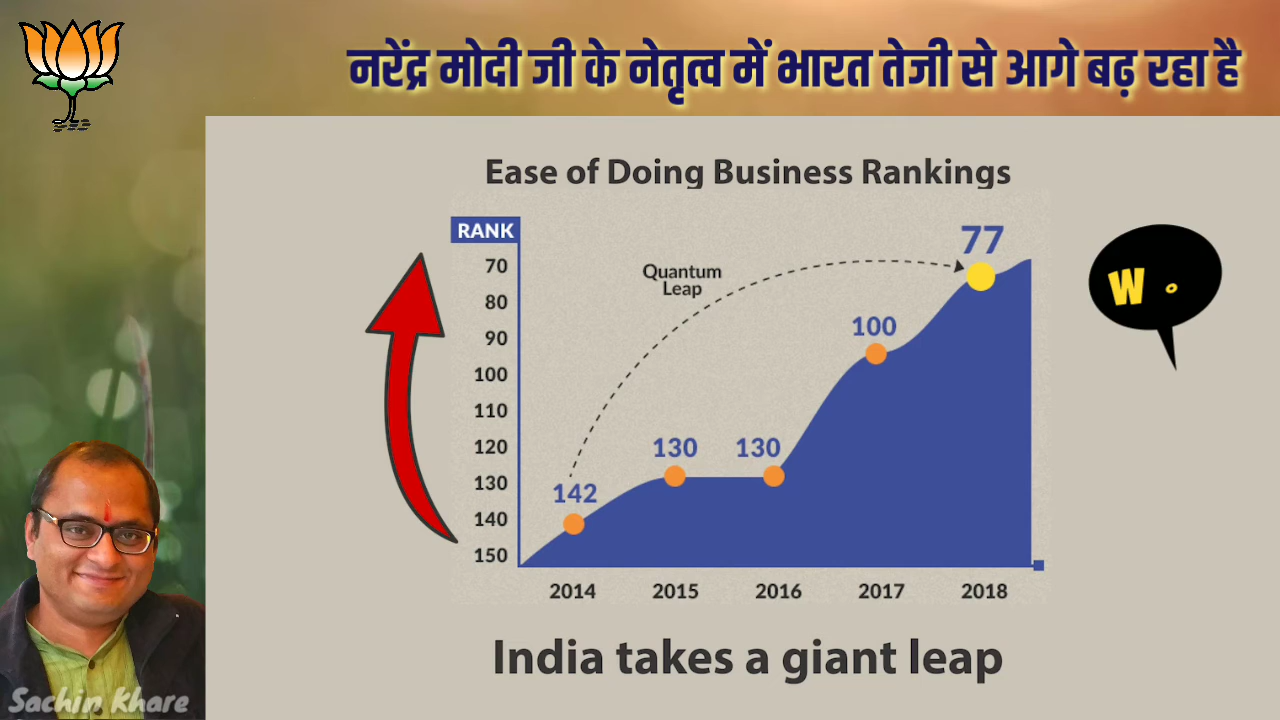 नरेंद्र मोदी जी के नेतृत्व में भारत तेजी से आगे बढ़ रहा है
Ease of Doing Business Rankings
RANK
70
80
90
100
110
120
130
140
150
Quantum
Leap
142
130
130
100
77
2014 2015 2016 2017 2018
W o
India takes a giant leap
Sachin Khare